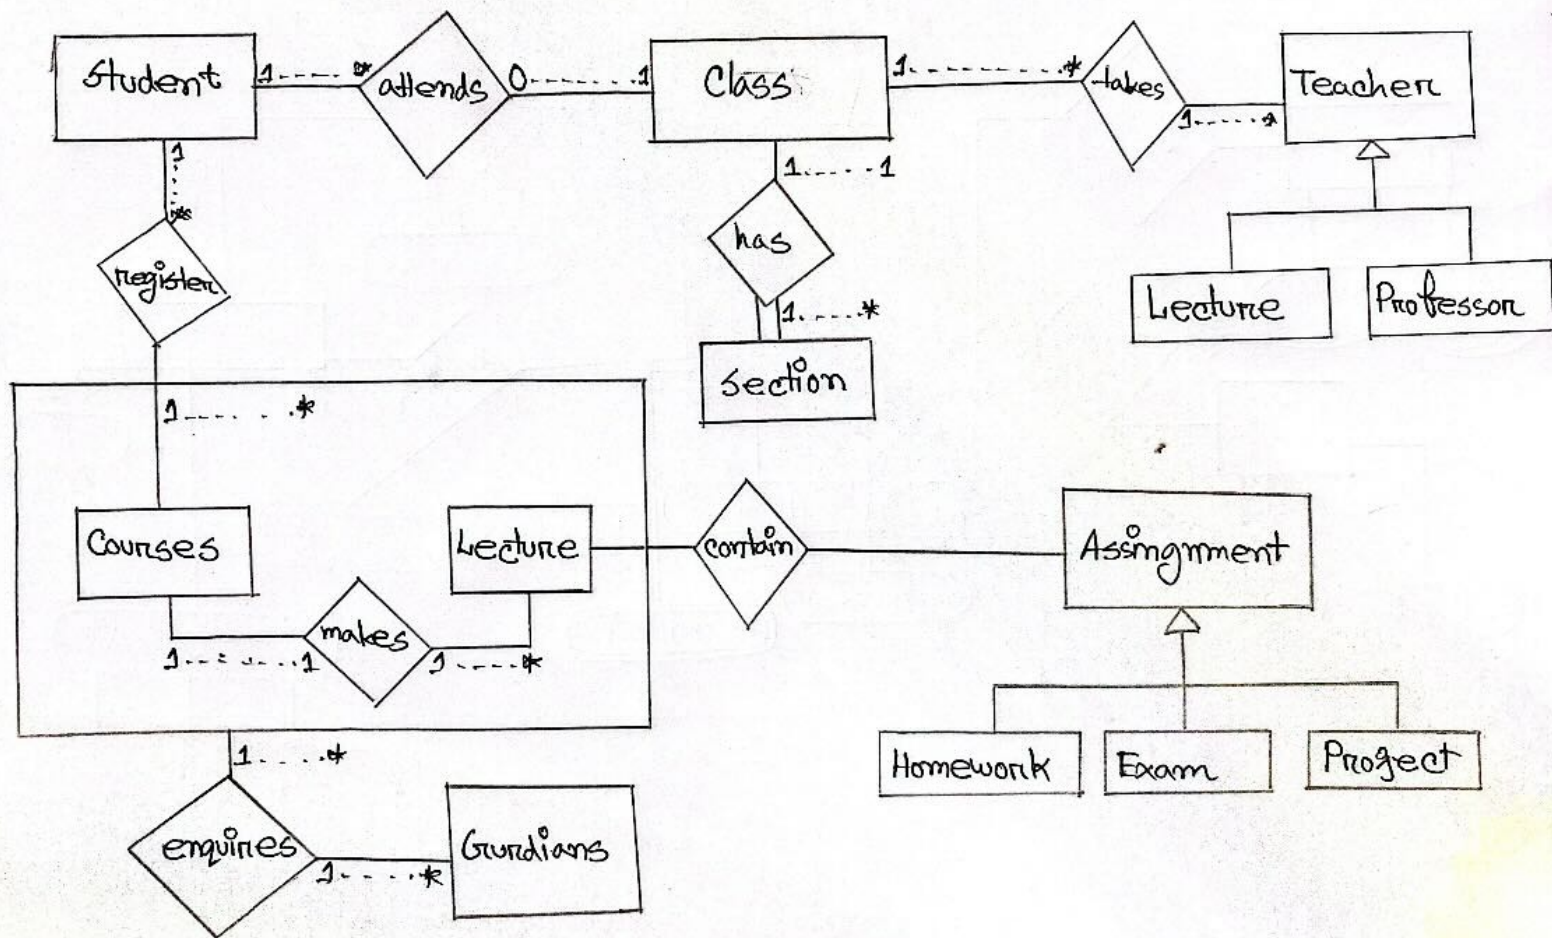 Student
1 ....... *
attends
0 ....... 1
Class
1 ........ *
takes
1 ...... *
Teacher
1 ..... *
1 ..... 1
register
has
Lecture
Professor
1 ..... *
Section
1 ...... *
Courses
Lecture
contain
Assingnment
makes
1 ....... 1
1 ..... *
1 ..... *
Homework
Exam
Project
enquires
1 ..... *
Gurdians